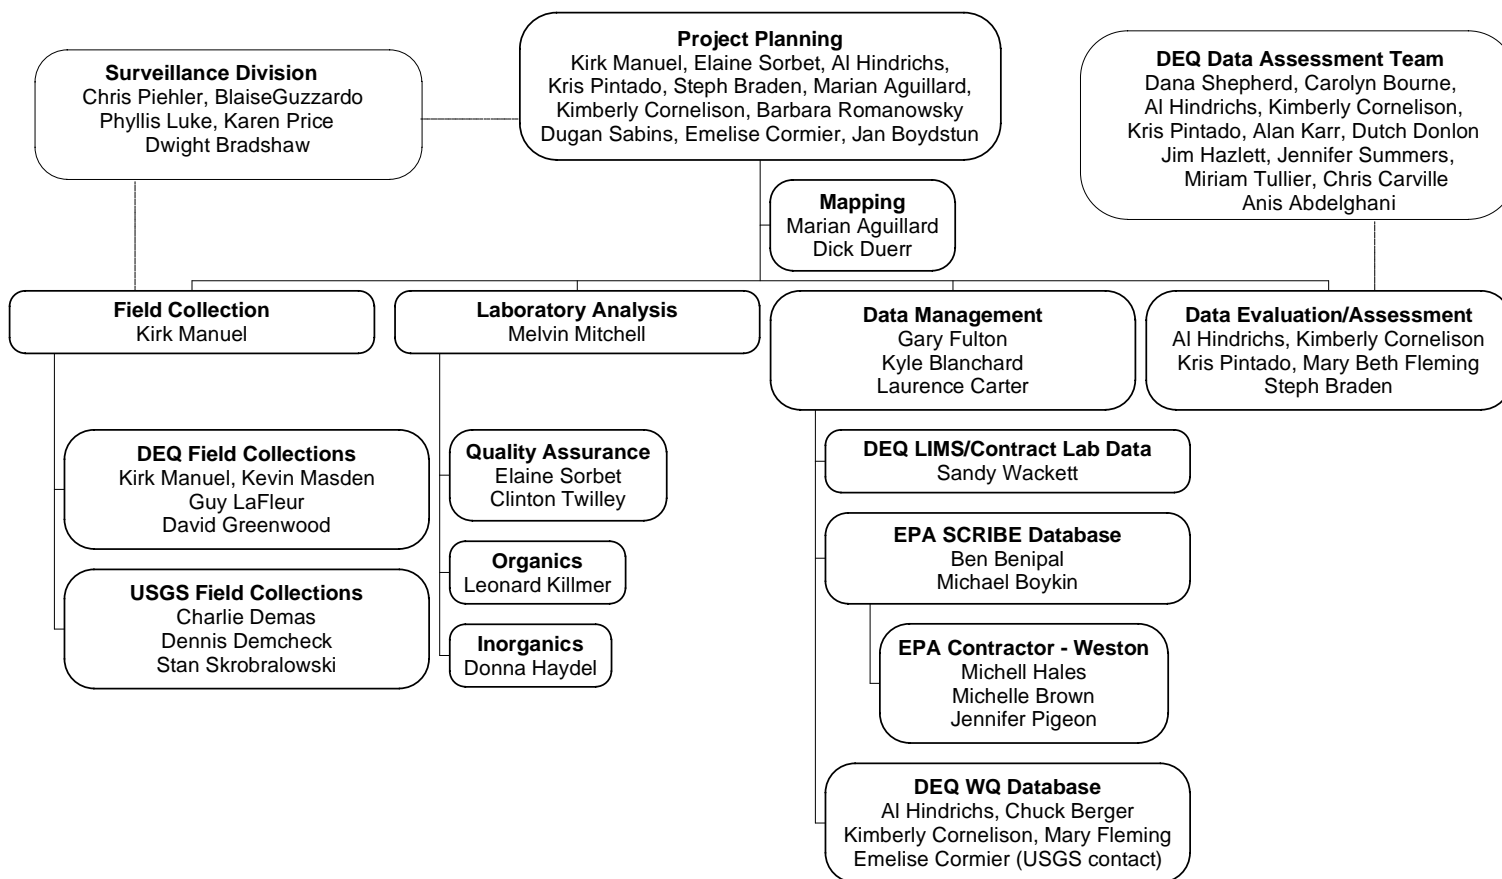 Project Planning
Kirk Manuel, Elaine Sorbet, Al Hindrichs,
Kris Pintado, Steph Braden, Marian Aguillard,
Kimberly Cornelison, Barbara Romanowsky
Dugan Sabins, Emelise Cormier, Jan Boydstun
Surveillance Division
Chris Piehler, BlaiseGuzzardo
Phyllis Luke, Karen Price
Dwight Bradshaw
DEQ Data Assessment Team
Dana Shepherd, Carolyn Bourne,
Al Hindrichs, Kimberly Cornelison,
Kris Pintado, Alan Karr, Dutch Donlon
Jim Hazlett, Jennifer Summers,
Miriam Tullier, Chris Carville
Anis Abdelghani
Mapping
Marian Aguillard
Dick Duerr
Field Collection
Kirk Manuel
Laboratory Analysis
Melvin Mitchell
Data Management
Gary Fulton
Kyle Blanchard
Laurence Carter
Data Evaluation/Assessment
Al Hindrichs, Kimberly Cornelison
Kris Pintado, Mary Beth Fleming
Steph Braden
DEQ Field Collections
Kirk Manuel, Kevin Masden
Guy LaFleur
David Greenwood
USGS Field Collections
Charlie Demas
Dennis Demcheck
Stan Skrobralowski
Quality Assurance
Elaine Sorbet
Clinton Twilley
Organics
Leonard Killmer
Inorganics
Donna Haydel
DEQ LIMS/Contract Lab Data
Sandy Wackett
EPA SCRIBE Database
Ben Benipal
Michael Boykin
EPA Contractor - Weston
Michell Hales
Michelle Brown
Jennifer Pigeon
DEQ WQ Database
Al Hindrichs, Chuck Berger
Kimberly Cornelison, Mary Fleming
Emelise Cormier (USGS contact)